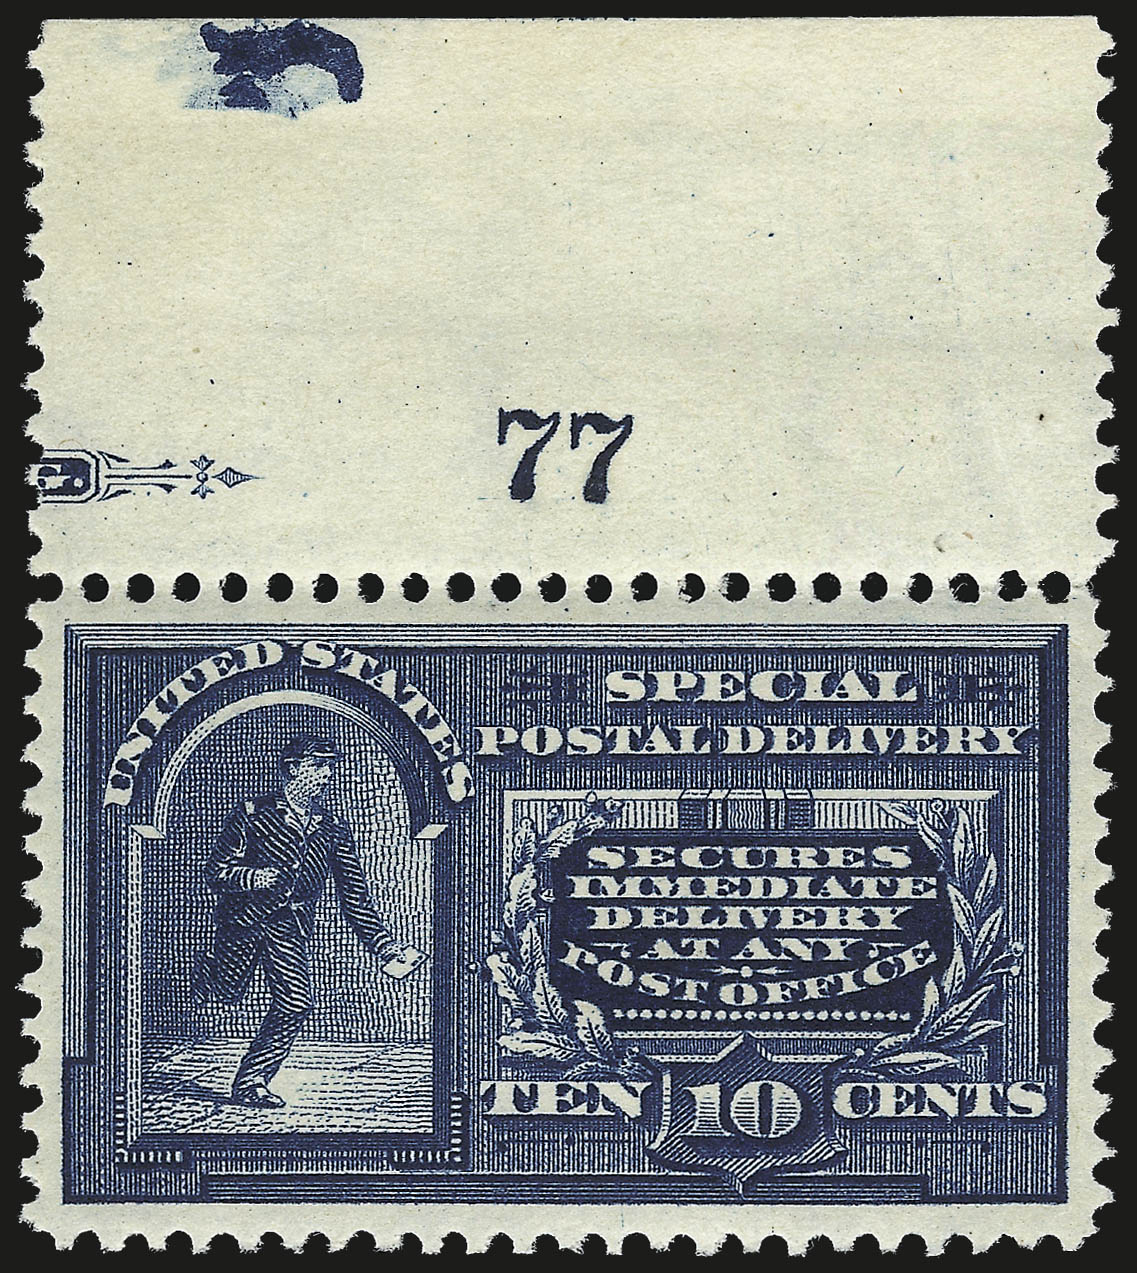 77
G.
UNITED STATES
SPECIAL
POSTAL DELIVERY
SECURES
IMMEDIATE
DELIVERY
AT ANY
POST OFFICE
TEN 10 CENTS